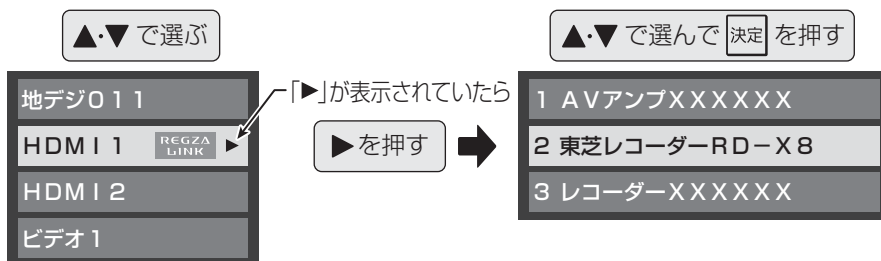 ▲·▼ で選ぶ
地デジ011
HDMI1 REGZA LINK ▶
HDMI2
ビデオ1
「▶」が表示されていたら
▶を押す
▲·▼ で選んで 決定 を押す
1 AVアンプXXXXXX
2 東芝レコーダーRD-X8
3 レコーダーXXXXXX